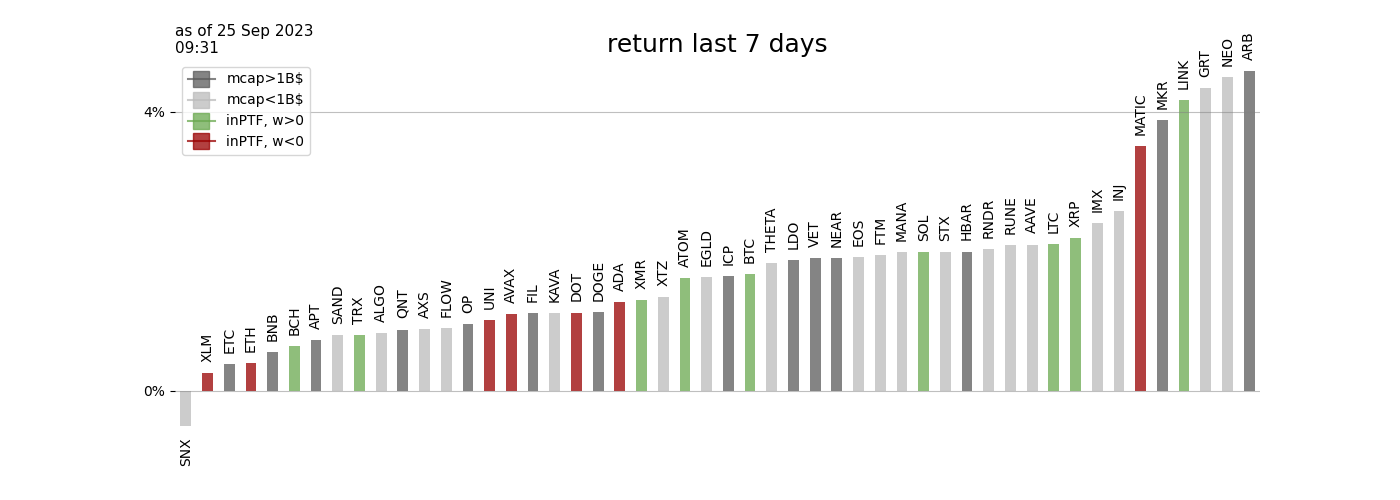 as of 25 Sep 2023
09:31
return last 7 days
mcap>1B$
mcap<1B$
inPTF, w>0
inPTF, w<0
4%
0%
SNX
XLM
ETC
ETH
BNB
BCH
APT
SAND
TRX
ALGO
QNT
AXS
FLOW
OP
UNI
AVAX
FIL
KAVA
DOT
DOGE
ADA
XMR
XTZ
ATOM
EGLD
ICP
BTC
THETA
LDO
VET
NEAR
EOS
FTM
MANA
SOL
STX
HBAR
RNDR
RUNE
AAVE
LTC
XRP
IMX
INJ
MATIC
MKR
LINK
GRT
NEO
ARB